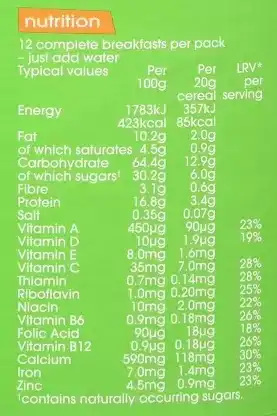 nutrition
12 complete breakfasts per pack
– just add water
Typical values Per Per LRV*
100g 20g per
cereal serving
Energy 1783kJ 357kJ
423kcal 85kcal
Fat 10.2g 2.0g
of which saturates 4.5g 0.9g
Carbohydrate 64.4g 12.9g
of which sugars† 30.2g 6.0g
Fibre 3.1g 0.6g
Protein 16.8g 3.4g
Salt 0.35g 0.07g
Vitamin A 450µg 90µg 23%
Vitamin D 10µg 1.9µg 19%
Vitamin E 8.0mg 1.6mg
Vitamin C 35mg 7.0mg 28%
Thiamin 0.7mg 0.14mg 28%
Riboflavin 1.0mg 0.20mg 25%
Niacin 10mg 2.0mg 22%
Vitamin B6 0.9mg 0.18mg 26%
Folic Acid 90µg 18µg 18%
Vitamin B12 0.9µg 0.18µg 26%
Calcium 590mg 118mg 30%
Iron 7.0mg 1.4mg 23%
Zinc 4.5mg 0.9mg 23%
†contains naturally occurring sugars.